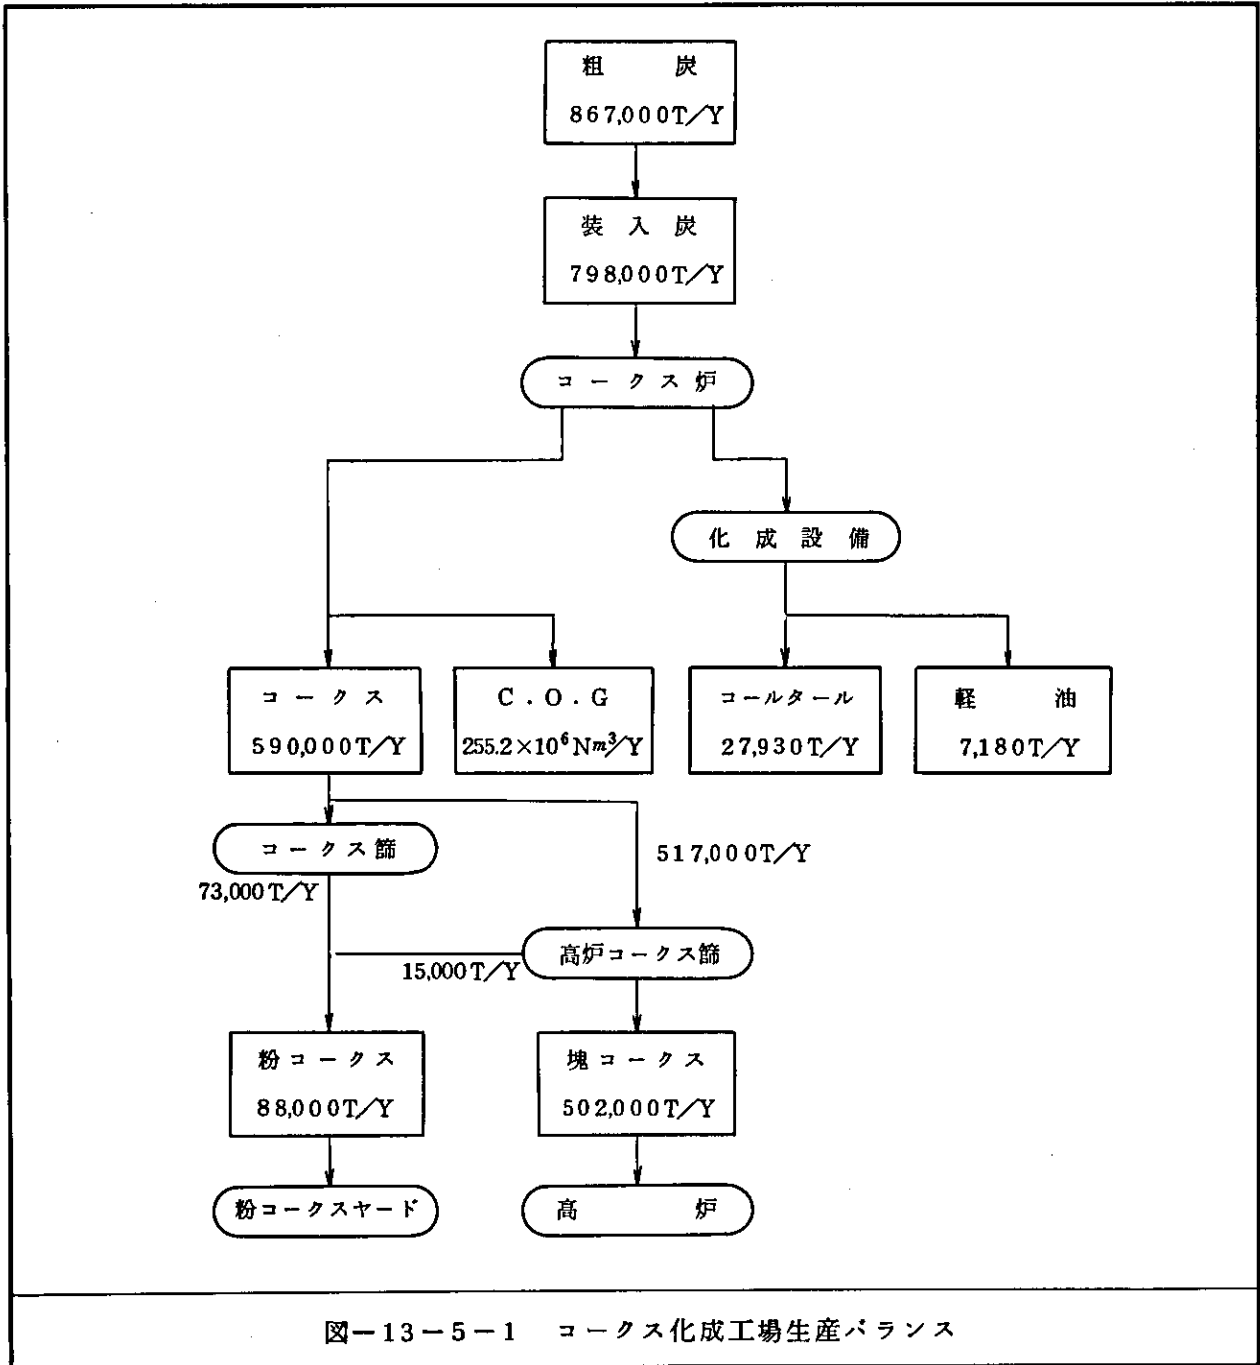 粗 炭
867,000T/Y
装 入 炭
798,000T/Y
コークス炉
化成設備
コークス
590,000T/Y
C.O.G
255.2×10⁶Nm³/Y
コールタール
27,930T/Y
軽 油
7,180T/Y
コークス篩
517,000T/Y
73,000T/Y
高炉コークス篩
15,000T/Y
粉コークス
88,000T/Y
塊コークス
502,000T/Y
粉コークスヤード
高 炉
図-13-5-1 コークス化成工場生産バランス